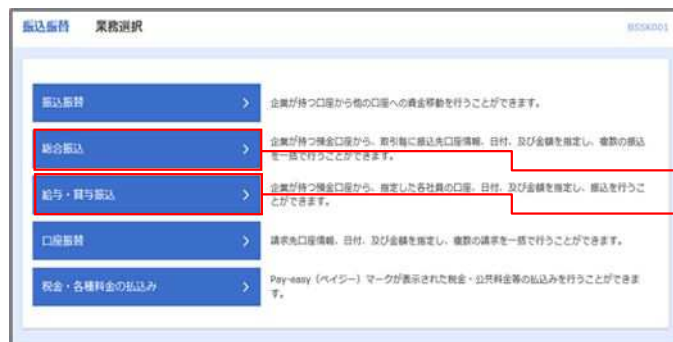 振込振替 業務選択
BSSK001
振込振替
企業が持つ口座から他の口座への資金移動を行うことができます。
総合振込
企業が持つ預金口座から、取引毎に振込先口座情報、日付、及び金額を指定し、複数の振込
を一括で行うことができます。
給与・賞与振込
企業が持つ預金口座から、指定した各社員の口座、日付、及び金額を指定し、振込を行うこ
とができます。
口座振替
請求先口座情報、日付、及び金額を指定し、複数の請求を一括で行うことができます。
税金・各種料金の払込み
Pay-easy（ペイジー）マークが表示された税金・公共料金等の払込みを行うことができま
す。